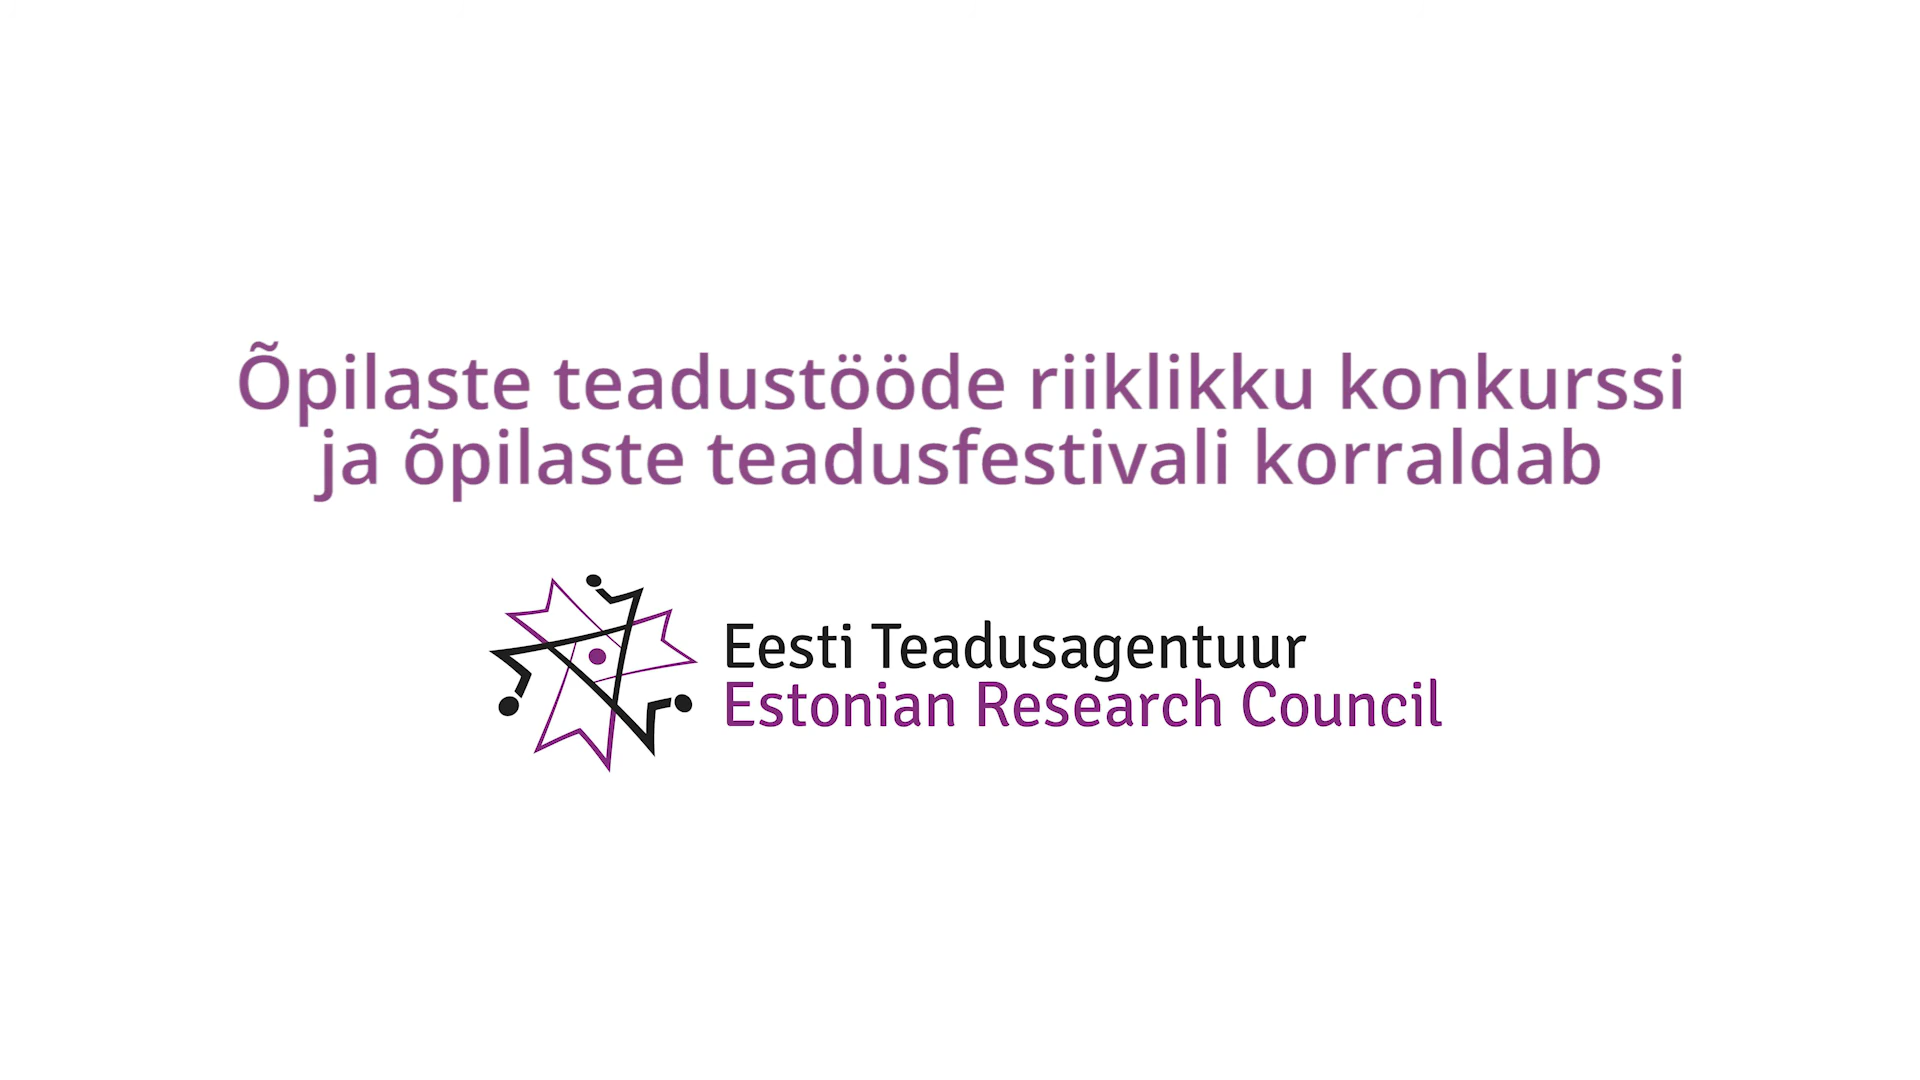 Õpilaste teadustööde riiklikku konkurssi
ja õpilaste teadusfestivali korraldab
Eesti Teadusagentuur
Estonian Research Council